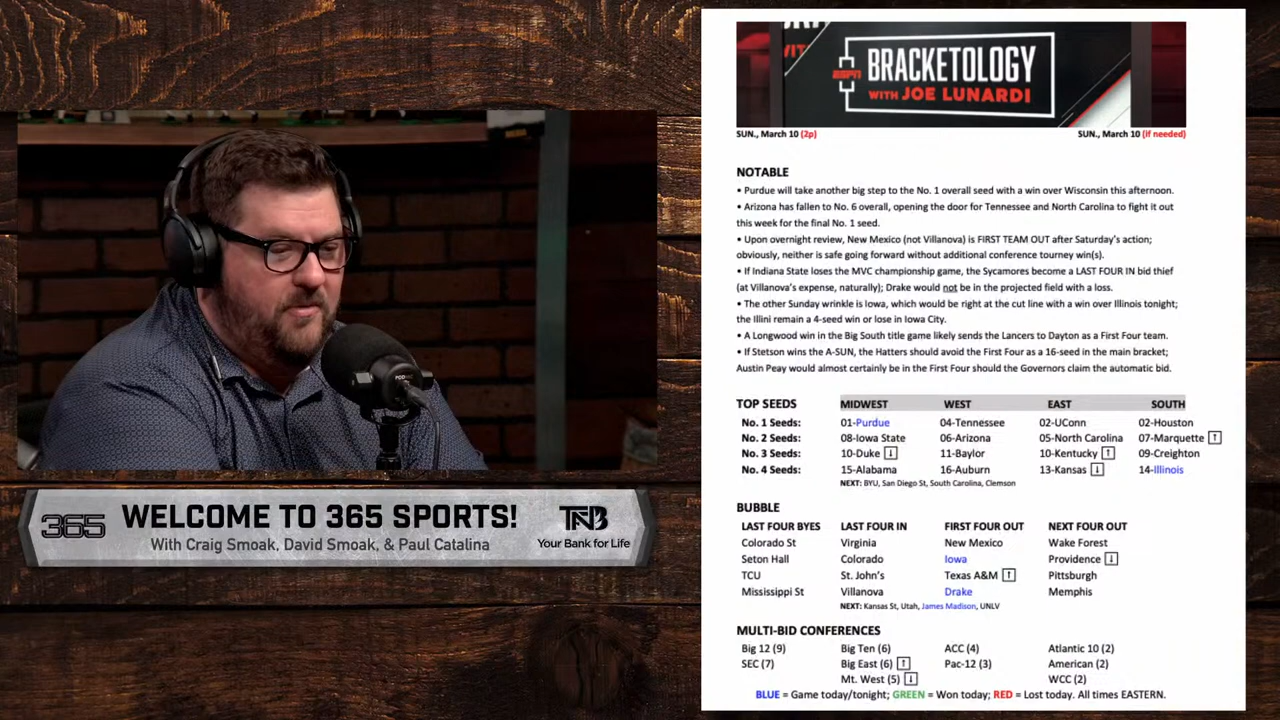 ESPN
BRACKETOLOGY
WITH JOE LUNARDI
SUN., March 10 (2p)
SUN., March 10 (if needed)
NOTABLE
• Purdue will take another big step to the No. 1 overall seed with a win over Wisconsin this afternoon.
• Arizona has fallen to No. 6 overall, opening the door for Tennessee and North Carolina to fight it out
this week for the final No. 1 seed.
• Upon overnight review, New Mexico (not Villanova) is FIRST TEAM OUT after Saturday's action;
obviously, neither is safe going forward without additional conference tourney win(s).
• If Indiana State loses the MVC championship game, the Sycamores become a LAST FOUR IN bid thief
(at Villanova's expense, naturally); Drake would not be in the projected field with a loss.
• The other Sunday wrinkle is Iowa, which would be right at the cut line with a win over Illinois tonight;
the Illini remain a 4-seed win or lose in Iowa City.
• A Longwood win in the Big South title game likely sends the Lancers to Dayton as a First Four team.
• If Stetson wins the A-SUN, the Hatters should avoid the First Four as a 16-seed in the main bracket;
Austin Peay would almost certainly be in the First Four should the Governors claim the automatic bid.
TOP SEEDS MIDWEST WEST EAST SOUTH
No. 1 Seeds: 01-Purdue 04-Tennessee 02-UConn 02-Houston
No. 2 Seeds: 08-Iowa State 06-Arizona 05-North Carolina 07-Marquette ↑
No. 3 Seeds: 10-Duke ↓ 11-Baylor 10-Kentucky ↑ 09-Creighton
No. 4 Seeds: 15-Alabama 16-Auburn 13-Kansas ↓ 14-Illinois
NEXT: BYU, San Diego St, South Carolina, Clemson
BUBBLE
LAST FOUR BYES LAST FOUR IN FIRST FOUR OUT NEXT FOUR OUT
Colorado St Virginia New Mexico Wake Forest
Seton Hall Colorado Iowa Providence ↓
TCU St. John's Texas A&M ↑ Pittsburgh
Mississippi St Villanova Drake Memphis
NEXT: Kansas St, Utah, James Madison, UNLV
MULTI-BID CONFERENCES
Big 12 (9) Big Ten (6) ACC (4) Atlantic 10 (2)
SEC (7) Big East (6) ↑ Pac-12 (3) American (2)
Mt. West (5) ↓ WCC (2)
BLUE = Game today/tonight; GREEN = Won today; RED = Lost today. All times EASTERN.
365
WELCOME TO 365 SPORTS!
With Craig Smoak, David Smoak, & Paul Catalina
TNB
Your Bank for Life